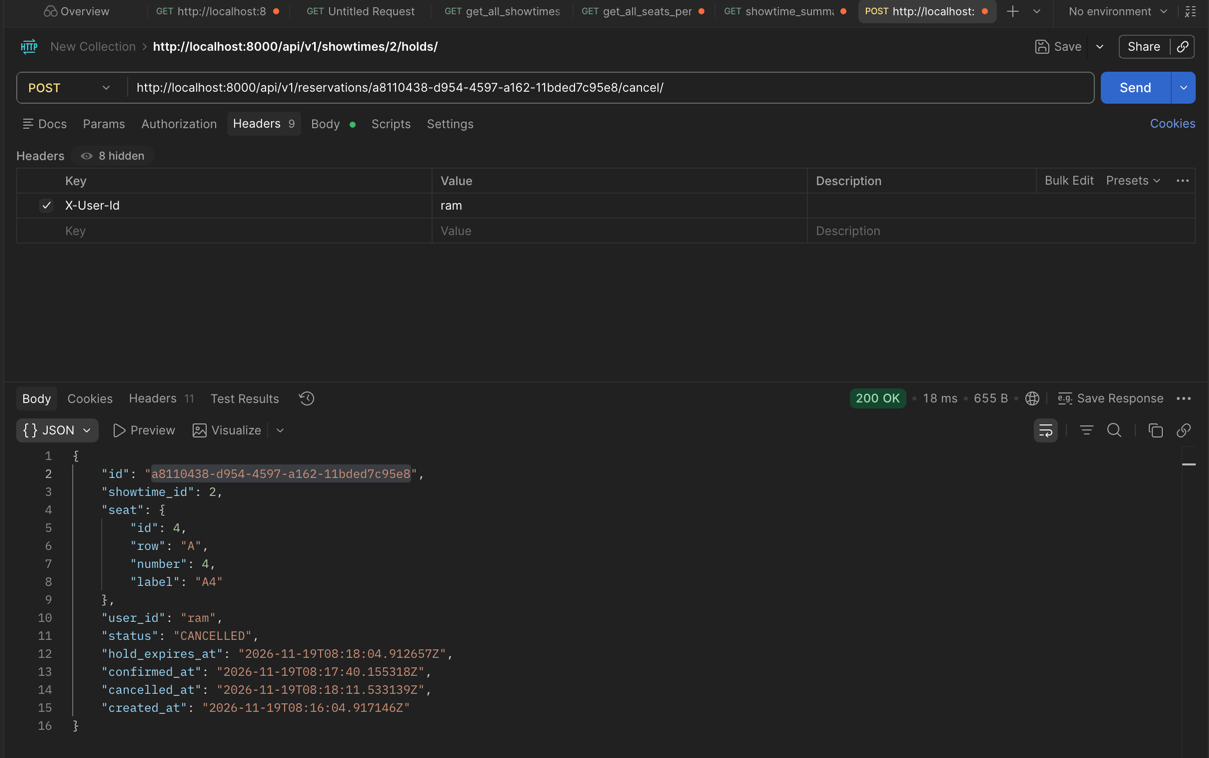 Overview GET http://localhost:8 GET Untitled Request GET get_all_showtimes GET get_all_seats_per GET showtime_summ POST http://localhost: No environment
HTTP New Collection > http://localhost:8000/api/v1/showtimes/2/holds/ Save Share
POST http://localhost:8000/api/v1/reservations/a8110438-d954-4597-a162-11bded7c95e8/cancel/ Send
Docs Params Authorization Headers 9 Body Scripts Settings Cookies
Headers 8 hidden
Key Value Description Bulk Edit Presets
X-User-Id ram
Key Value Description
Body Cookies Headers 11 Test Results 200 OK 18 ms 655 B e.g. Save Response
{} JSON Preview Visualize
1 {
2 "id": "a8110438-d954-4597-a162-11bded7c95e8",
3 "showtime_id": 2,
4 "seat": {
5 "id": 4,
6 "row": "A",
7 "number": 4,
8 "label": "A4"
9 },
10 "user_id": "ram",
11 "status": "CANCELLED",
12 "hold_expires_at": "2026-11-19T08:18:04.912657Z",
13 "confirmed_at": "2026-11-19T08:17:40.155318Z",
14 "cancelled_at": "2026-11-19T08:18:11.533139Z",
15 "created_at": "2026-11-19T08:16:04.917146Z"
16 }